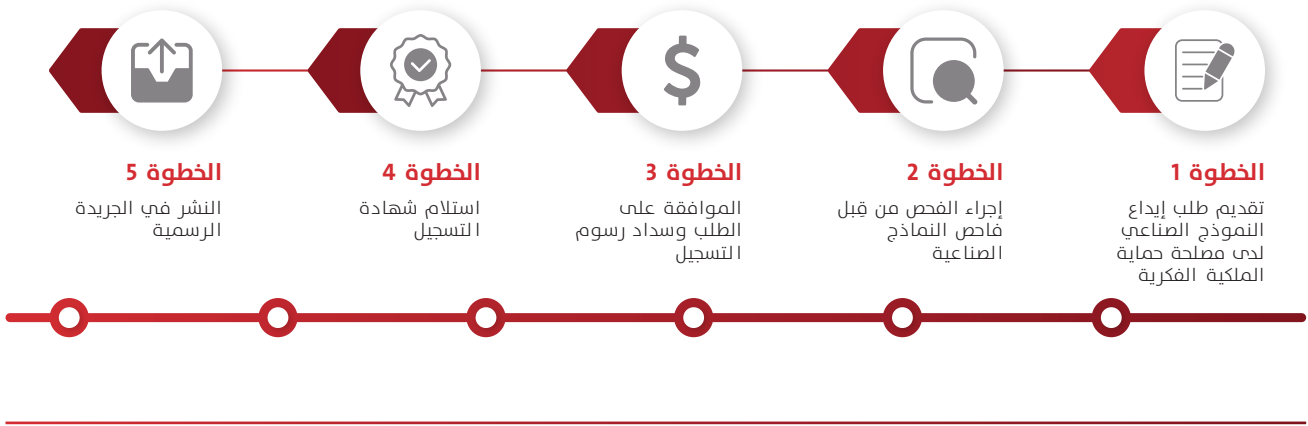 الخطوة 1
تقديم طلب إيداع
النموذج الصناعي
لدى مصلحة حماية
الملكية الفكرية
الخطوة 2
إجراء الفحص من قِبل
فاحص النماذج
الصناعية
الخطوة 3
الموافقة على
الطلب وسداد رسوم
التسجيل
الخطوة 4
استلام شهادة
التسجيل
الخطوة 5
النشر في الجريدة
الرسمية